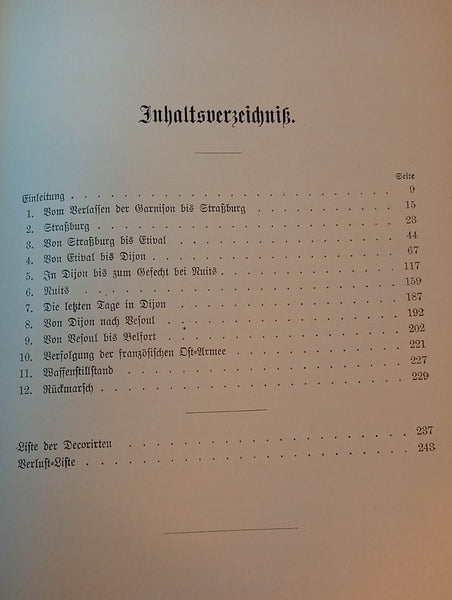 Inhaltsverzeichniß.
Seite
Einleitung . . . . . . . . . . . . . . . . 9
1. Vom Verlassen der Garnison bis Straßburg . . . . . . . 15
2. Straßburg . . . . . . . . . . . . . . . 23
3. Von Straßburg bis Etival . . . . . . . . . . . 44
4. Von Etival bis Dijon . . . . . . . . . . . . 67
5. In Dijon bis zum Gefecht bei Nuits . . . . . . . . . 117
6. Nuits . . . . . . . . . . . . . . . . 159
7. Die letzten Tage in Dijon . . . . . . . . . . . 187
8. Von Dijon nach Vesoul . . . . . . . . . . . 192
9. Von Vesoul bis Belfort . . . . . . . . . . . 202
10. Verfolgung der französischen Ost-Armee . . . . . . . . 221
11. Waffenstillstand . . . . . . . . . . . . . 227
12. Rückmarsch . . . . . . . . . . . . . . 229
Liste der Decorirten . . . . . . . . . . . . . 237
Verlust-Liste . . . . . . . . . . . . . . . 243